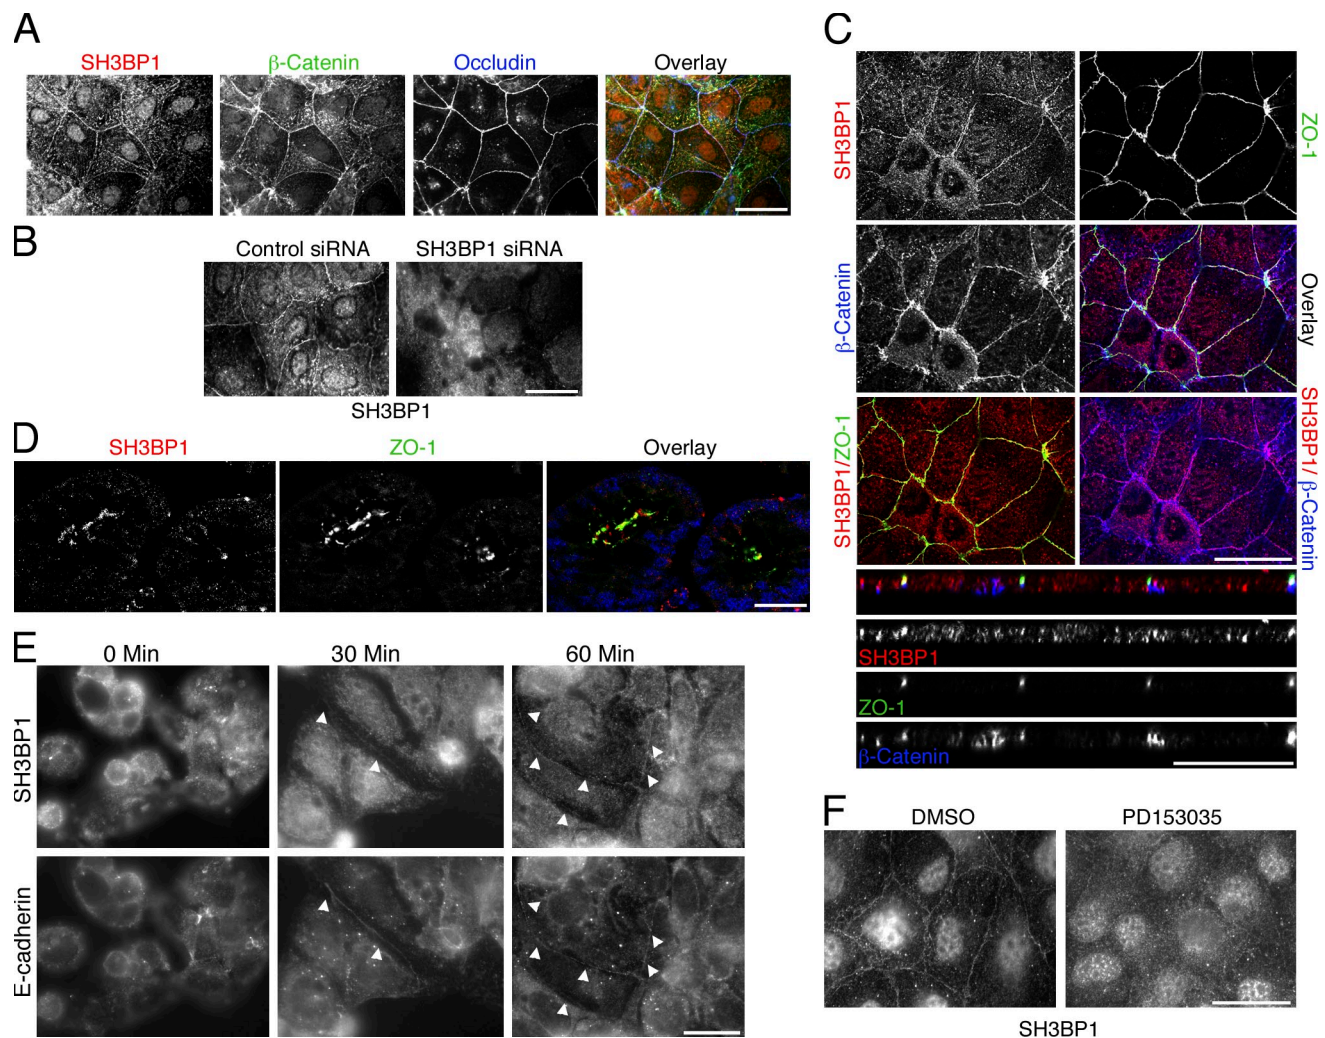 A
SH3BP1
β-Catenin
Occludin
Overlay
B
Control siRNA
SH3BP1 siRNA
SH3BP1
C
SH3BP1
ZO-1
β-Catenin
Overlay
SH3BP1/ZO-1
SH3BP1/ β-Catenin
SH3BP1
ZO-1
β-Catenin
D
SH3BP1
ZO-1
Overlay
E
0 Min
30 Min
60 Min
SH3BP1
E-cadherin
F
DMSO
PD153035
SH3BP1